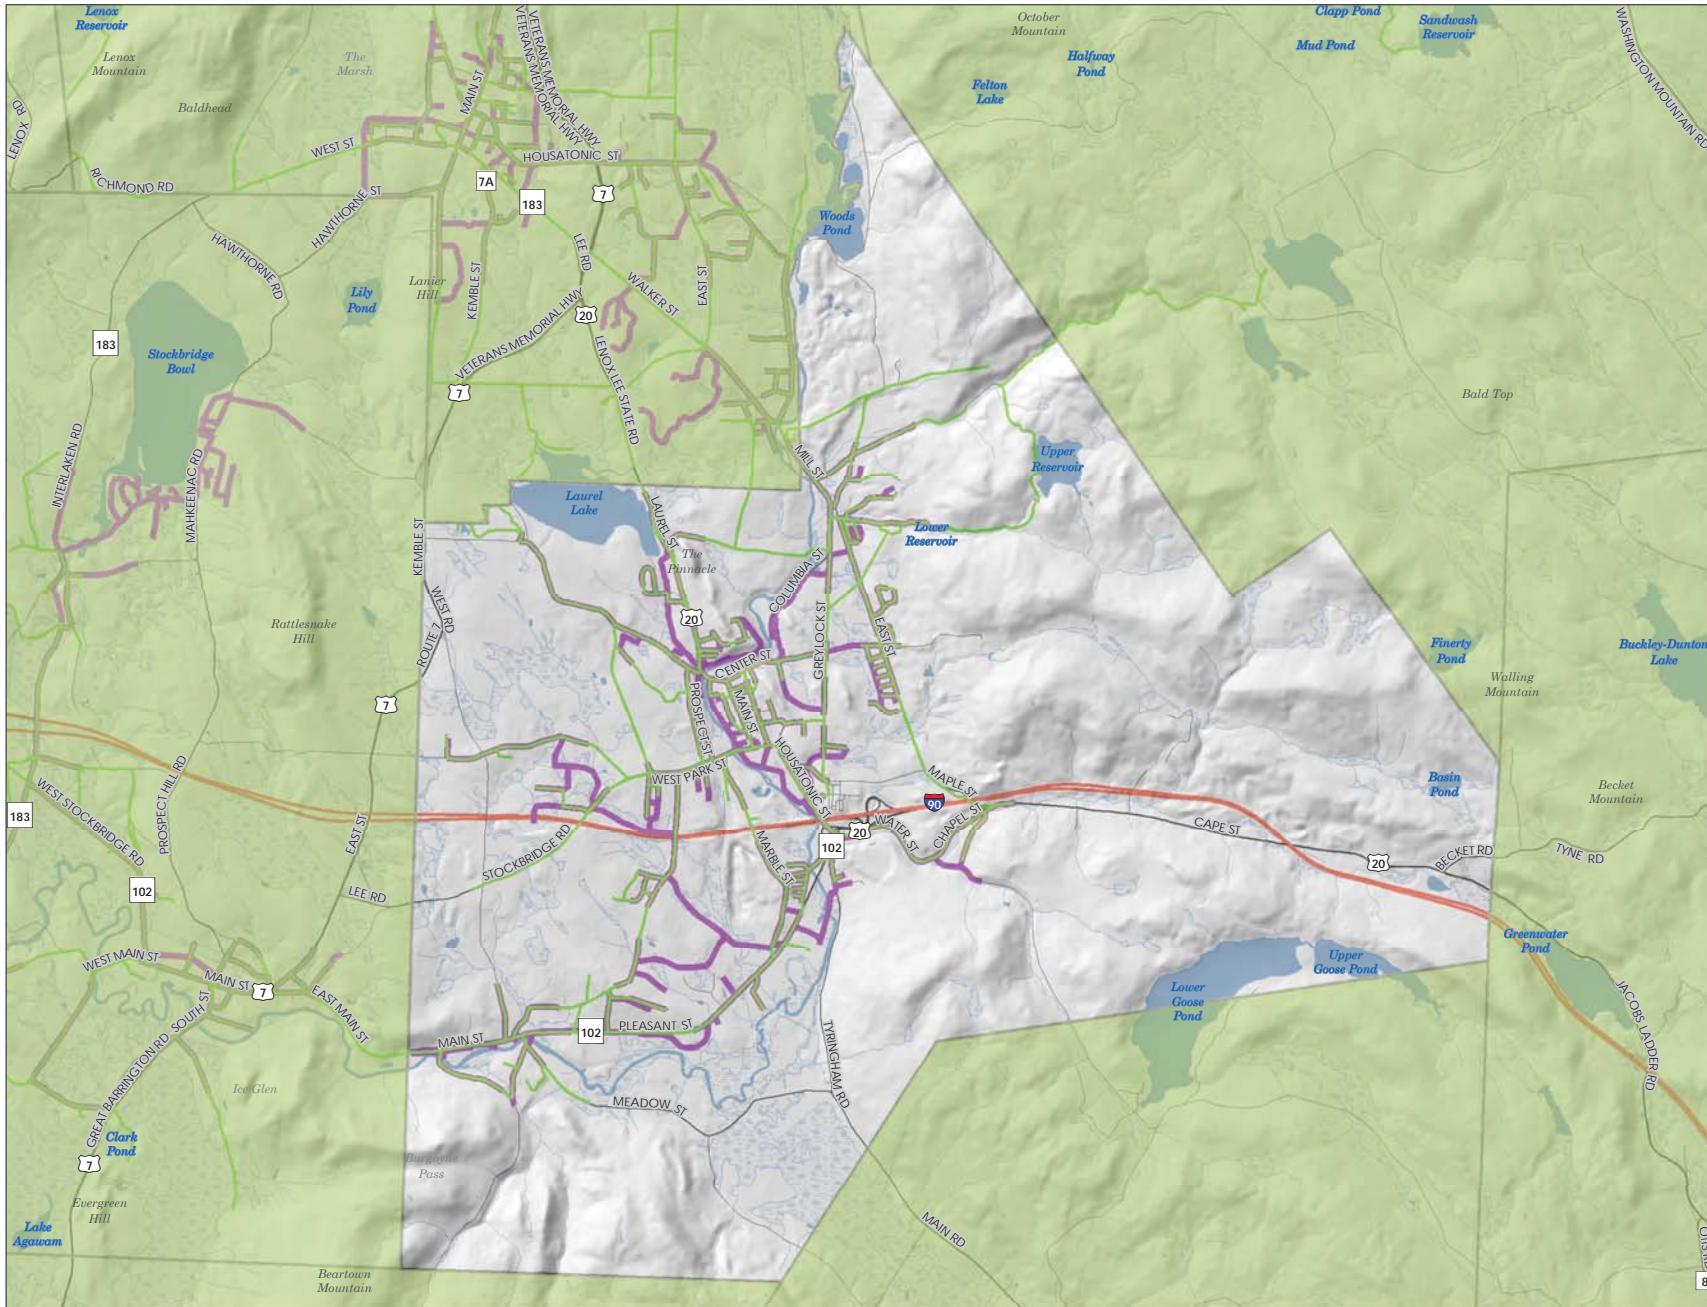 Lenox
Reservoir
Lenox
Mountain
The
Marsh
Baldhead
MAIN ST
VETERANS MEMORIAL HWY
VETERANS MEMORIAL HWY
October
Mountain
Halfway
Pond
Felton
Lake
Clapp Pond
Mud Pond
Sandwash
Reservoir
WASHINGTON MOUNTAIN RD
LENOX RD
RICHMOND RD
WEST ST
HAWTHORNE ST
HOUSATONIC ST
7A
183
7
HAWTHORNE RD
Lanier
Hill
Lily
Pond
KEMBLE ST
LEE RD
WALKER ST
EAST ST
Woods
Pond
20
VETERANS MEMORIAL HWY
7
LENOX LEE STATE RD
183
Stockbridge
Bowl
INTERLAKEN RD
MAHKEENAC RD
Bald Top
MILL ST
Upper
Reservoir
Lower
Reservoir
Laurel
Lake
LAUREL ST
The
Pinnacle
KEMBLE ST
COLUMBIA ST
WEST RD
ROUTE 7
Rattlesnake
Hill
20
CENTER ST
GREYLOCK ST
EAST ST
Finerty
Pond
Buckley-Dunton
Lake
Walling
Mountain
7
PROSPECT ST
MAIN ST
HOUSATONIC ST
WEST PARK ST
MAPLE ST
90
Basin
Pond
Becket
Mountain
WEST STOCKBRIDGE RD
PROSPECT HILL RD
183
EAST ST
STOCKBRIDGE RD
MARBLE ST
20
WATER ST
CHAPEL ST
102
CAPE ST
20
BECKET RD
TYNE RD
102
LEE RD
WEST MAIN ST
MAIN ST
7
SOUTH ST
EAST MAIN ST
Greenwater
Pond
Upper
Goose Pond
Lower
Goose
Pond
JACOBS LADDER RD
MAIN ST
102
PLEASANT ST
TYRINGHAM RD
GREAT BARRINGTON RD
Ice Glen
MEADOW ST
Clark
Pond
7
Burgoyne
Pass
Evergreen
Hill
Lake
Agawam
MAIN RD
Beartown
Mountain
8